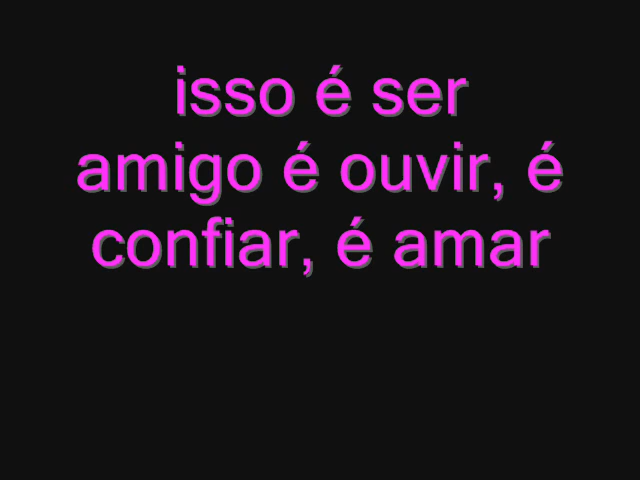 isso é ser
amigo é ouvir, é
confiar, é amar